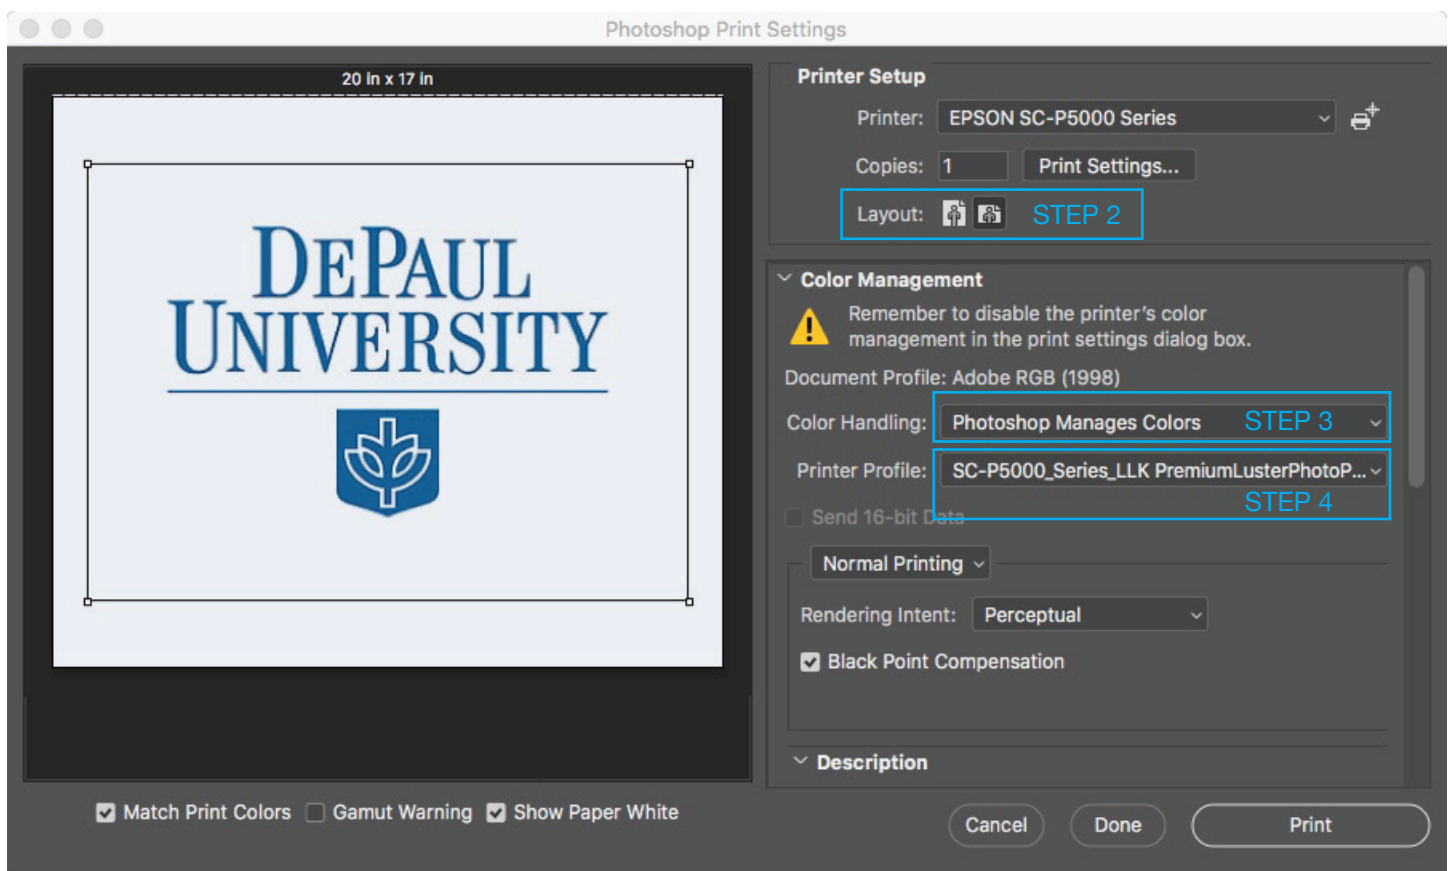 Photoshop Print Settings
20 in x 17 in
DEPAUL
UNIVERSITY
Printer Setup
Printer: EPSON SC-P5000 Series
Copies: 1 Print Settings...
Layout: STEP 2
Color Management
Remember to disable the printer's color
management in the print settings dialog box.
Document Profile: Adobe RGB (1998)
Color Handling: Photoshop Manages Colors STEP 3
Printer Profile: SC-P5000_Series_LLK PremiumLusterPhotoP...
STEP 4
Send 16-bit Data
Normal Printing
Rendering Intent: Perceptual
Black Point Compensation
Description
Match Print Colors Gamut Warning Show Paper White
Cancel Done Print